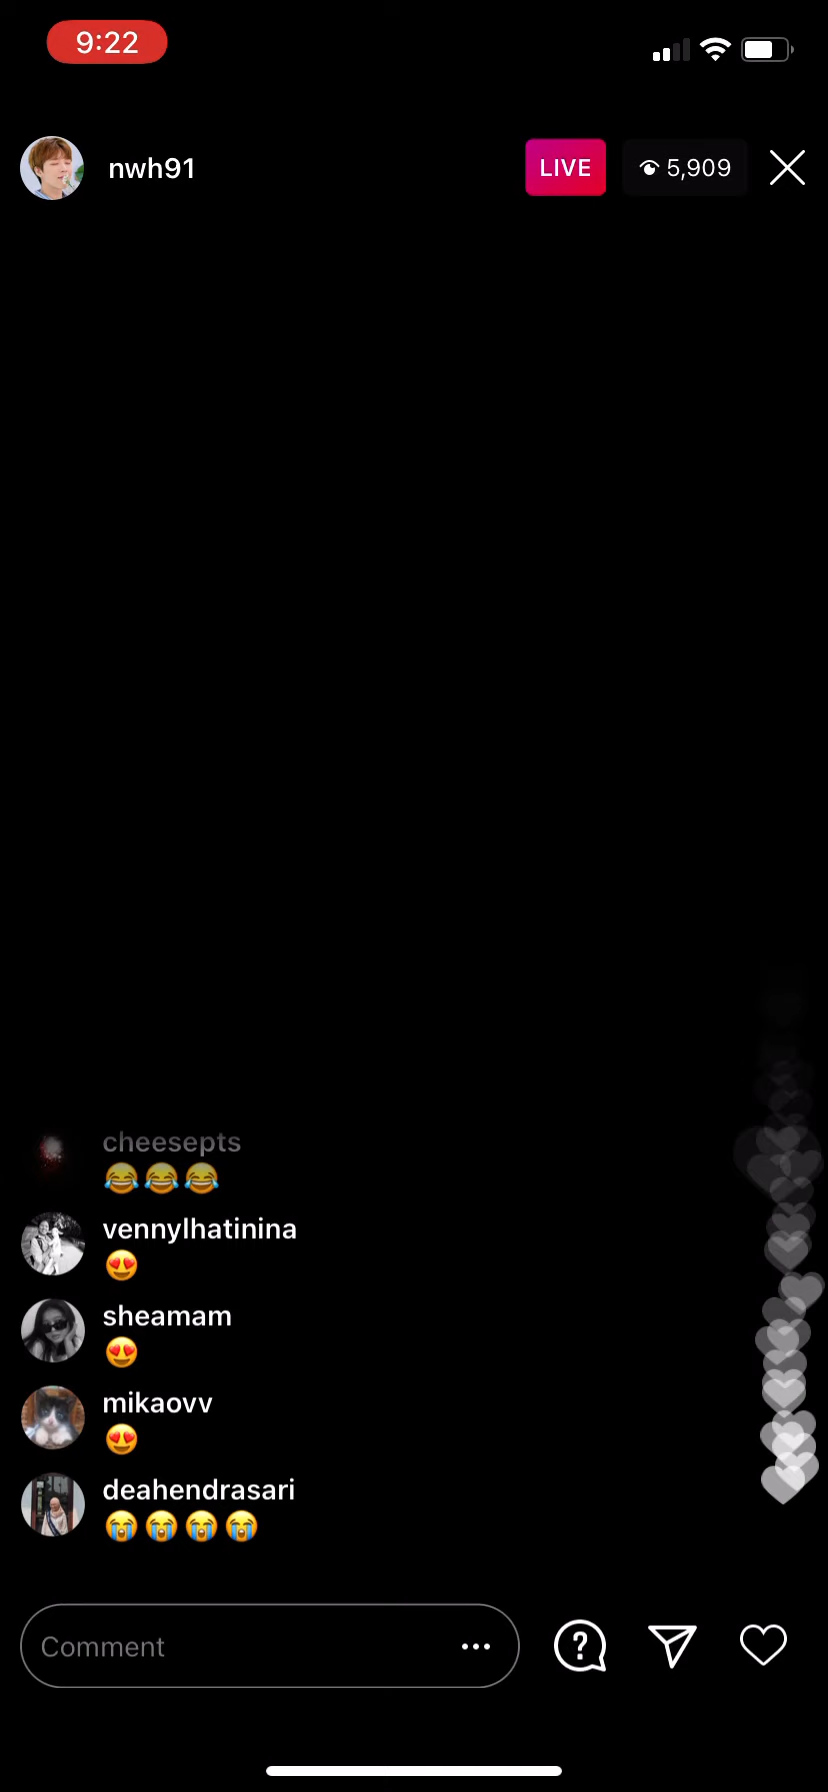 9:22
nwh91
LIVE
5,909
cheesepts
😂😂😂
vennylhatinina
😍
sheamam
😍
mikaovv
😍
deahendrasari
😭😭😭😭
Comment